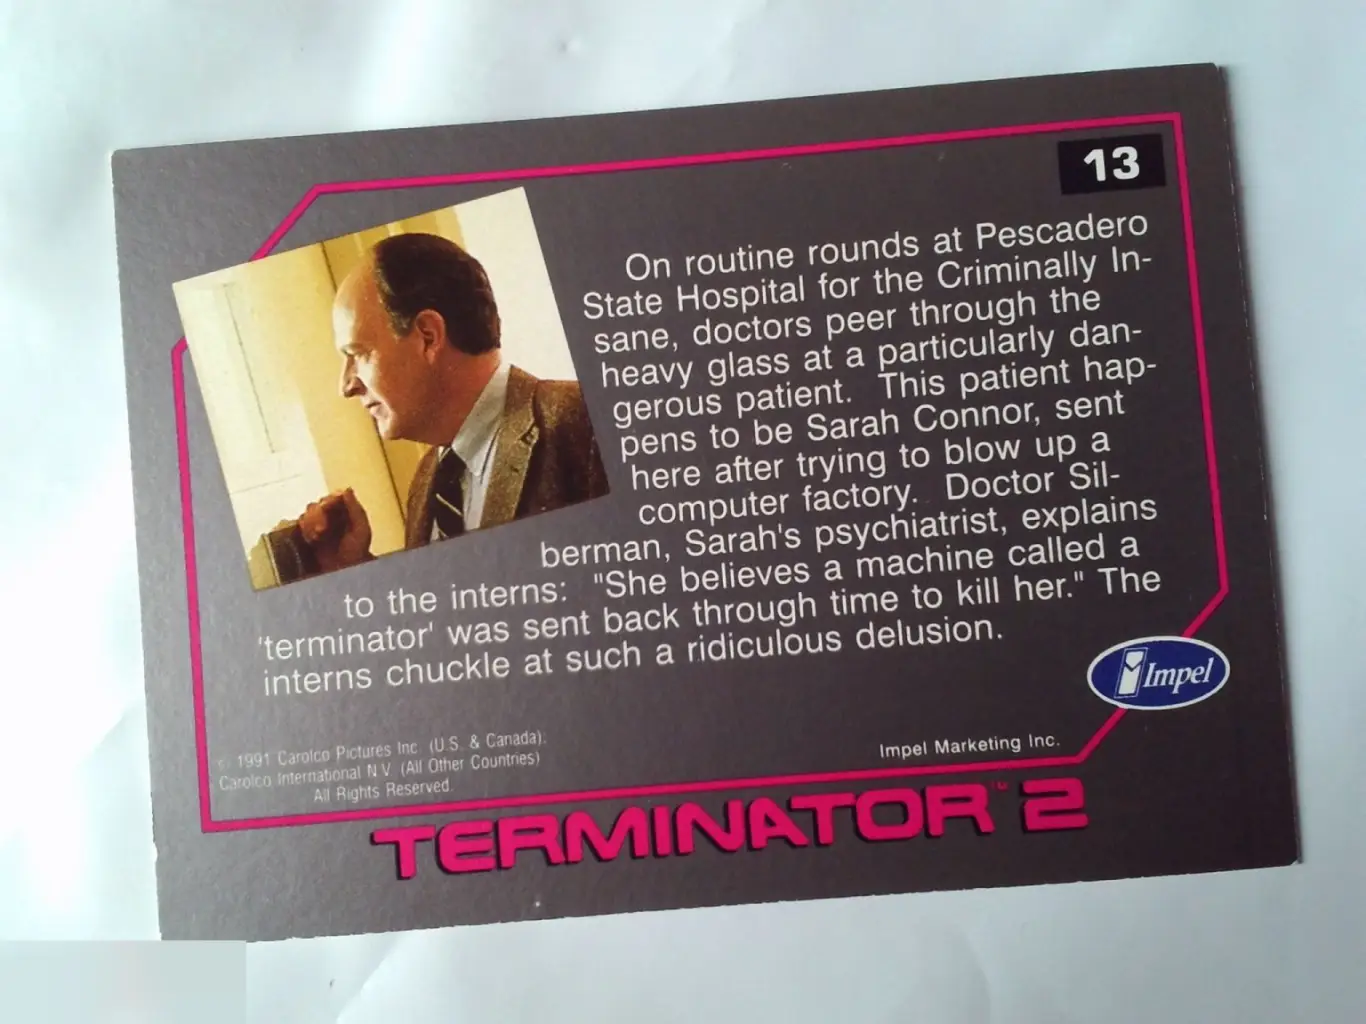 13
On routine rounds at Pescadero
State Hospital for the Criminally In-
sane, doctors peer through the
heavy glass at a particularly dan-
gerous patient. This patient hap-
pens to be Sarah Connor, sent
here after trying to blow up a
computer factory. Doctor Sil-
berman, Sarah's psychiatrist, explains
to the interns: "She believes a machine called a
'terminator' was sent back through time to kill her." The
interns chuckle at such a ridiculous delusion.
Impel
© 1991 Carolco Pictures Inc. (U.S. & Canada).
Carolco International N.V. (All Other Countries)
All Rights Reserved.
Impel Marketing Inc.
TERMINATOR™ 2